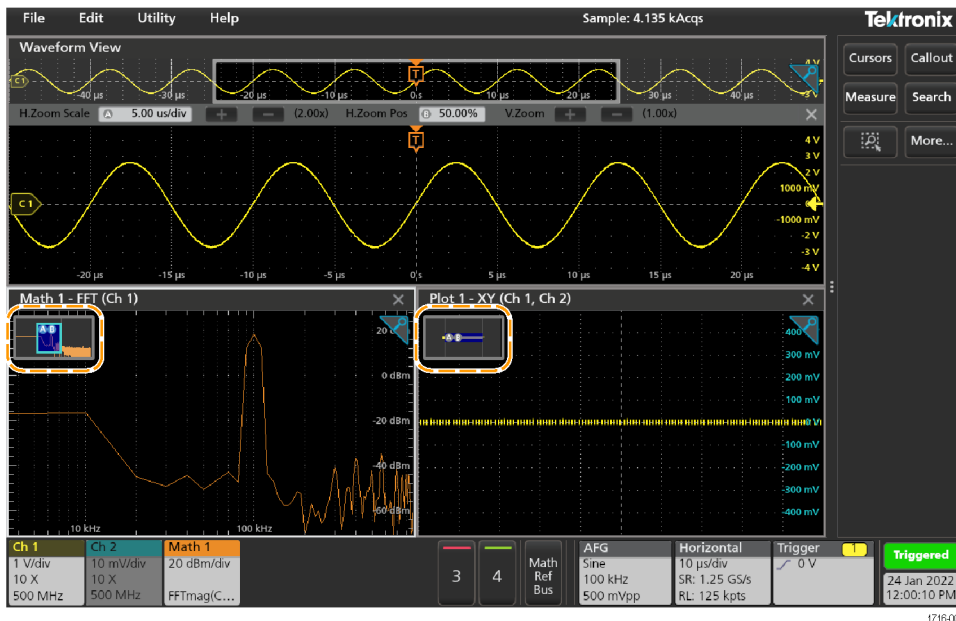 File Edit Utility Help Sample: 4.135 kAcqs Tektronix
Waveform View
Cursors Callout
C1
T
-40 µs -30 µs -20 µs -10 µs 20 µs 30 µs 40 µs
-3 V
Measure Search
H.Zoom Scale A 5.00 us/div + − (2.00x) H.Zoom Pos B 50.00% V.Zoom + − (1.00x) ×
More...
T
4 V
3 V
2 V
1000 mV
C 1
-1000 mV
-2 V
-3 V
-4 V
-20 µs -15 µs -10 µs -5 µs 0 s 5 µs 10 µs 15 µs 20 µs
Math 1 - FFT (Ch 1) ×
A B
0 dBm
-20 dBm
-40 dBm
-60 dBm
10 kHz 100 kHz
Plot 1 - XY (Ch 1, Ch 2) ×
A B
300 mV
200 mV
100 mV
-100 mV
-200 mV
-300 mV
-400 mV
Ch 1
1 V/div
10 X
500 MHz
Ch 2
10 mV/div
10 X
500 MHz
Math 1
20 dBm/div
FFTmag(C...
3
4
Math
Ref
Bus
AFG
Sine
100 kHz
500 mVpp
Horizontal
10 µs/div
SR: 1.25 GS/s
RL: 125 kpts
Trigger 1
0 V
Triggered
24 Jan 2022
12:00:10 PM